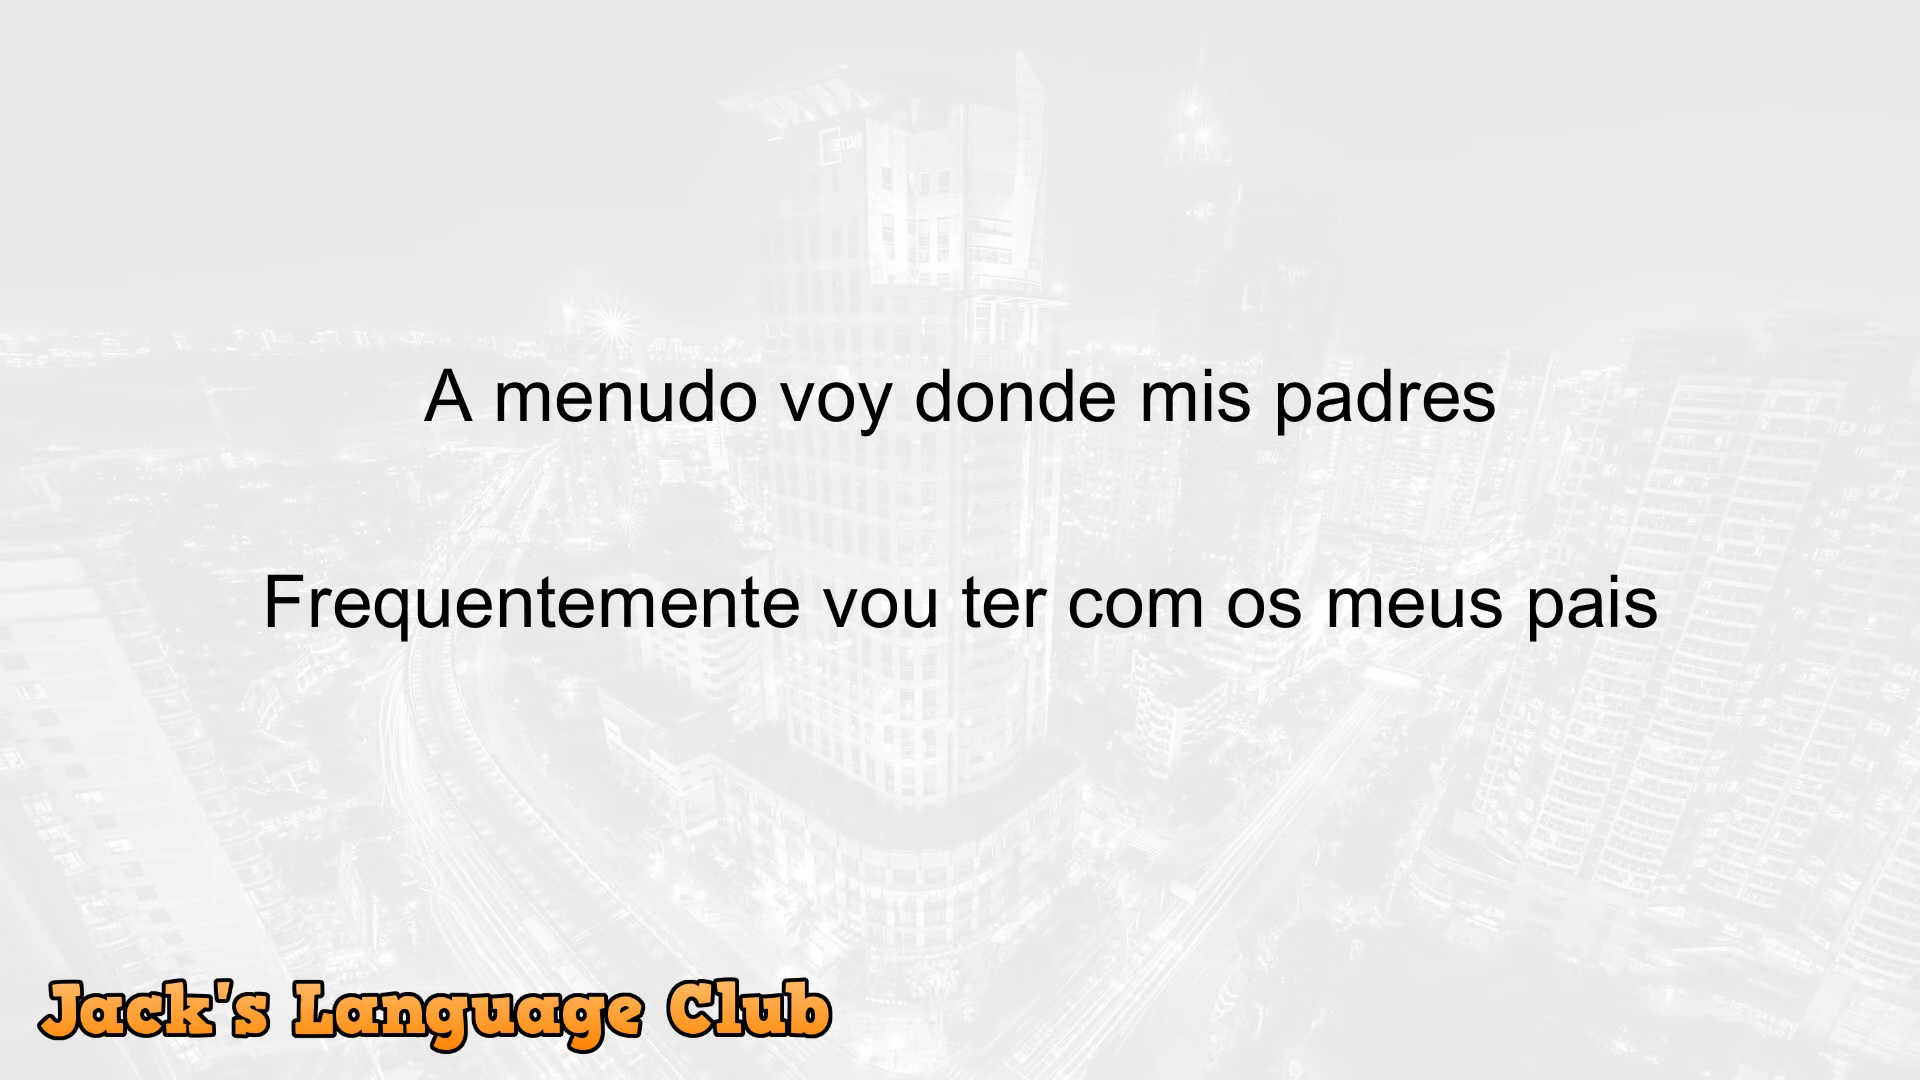 A menudo voy donde mis padres
Frequentemente vou ter com os meus pais
Jack's Language Club